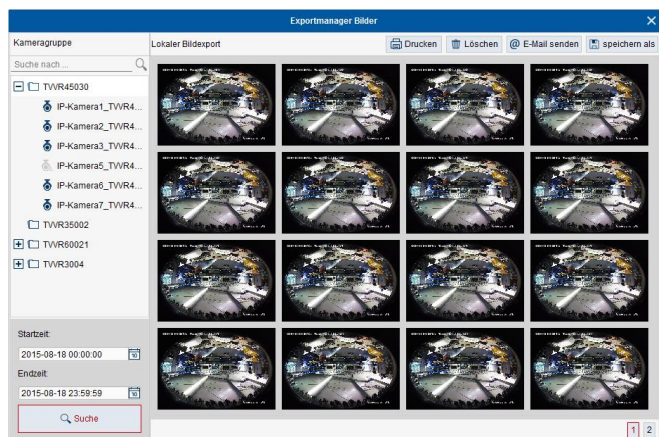 Exportmanager Bilder
Kameragruppe
Lokaler Bildexport
Drucken
Löschen
@ E-Mail senden
speichern als
Suche nach ...
TVVR45030
IP-Kamera1_TVVR4...
IP-Kamera2_TVVR4...
IP-Kamera3_TVVR4...
IP-Kamera5_TVVR4...
IP-Kamera6_TVVR4...
IP-Kamera7_TVVR4...
TVVR35002
TVVR60021
TVVR3004
Startzeit:
2015-08-18 00:00:00
Endzeit:
2015-08-18 23:59:59
Suche
1 2